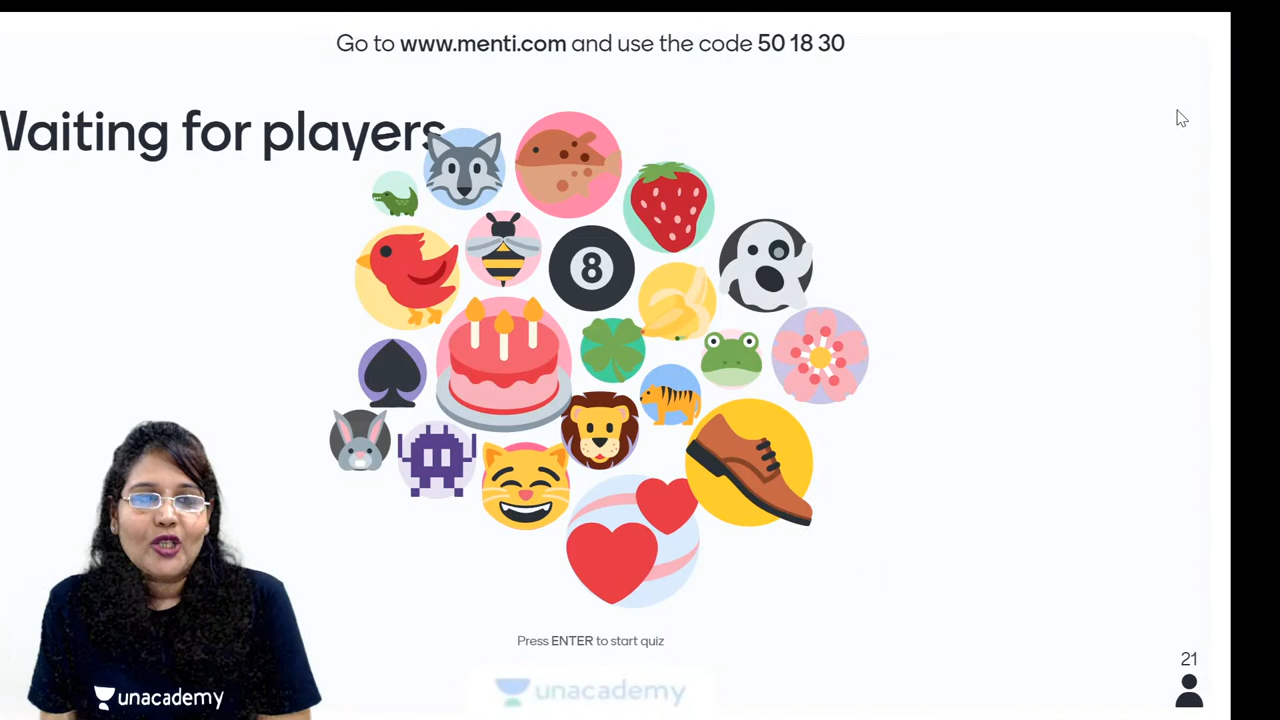 Go to www.menti.com and use the code 50 18 30
Waiting for players
8
Press ENTER to start quiz
21
unacademy
unacademy